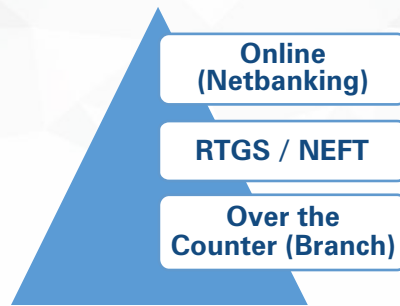 Online
(Netbanking)
RTGS / NEFT
Over the
Counter (Branch)